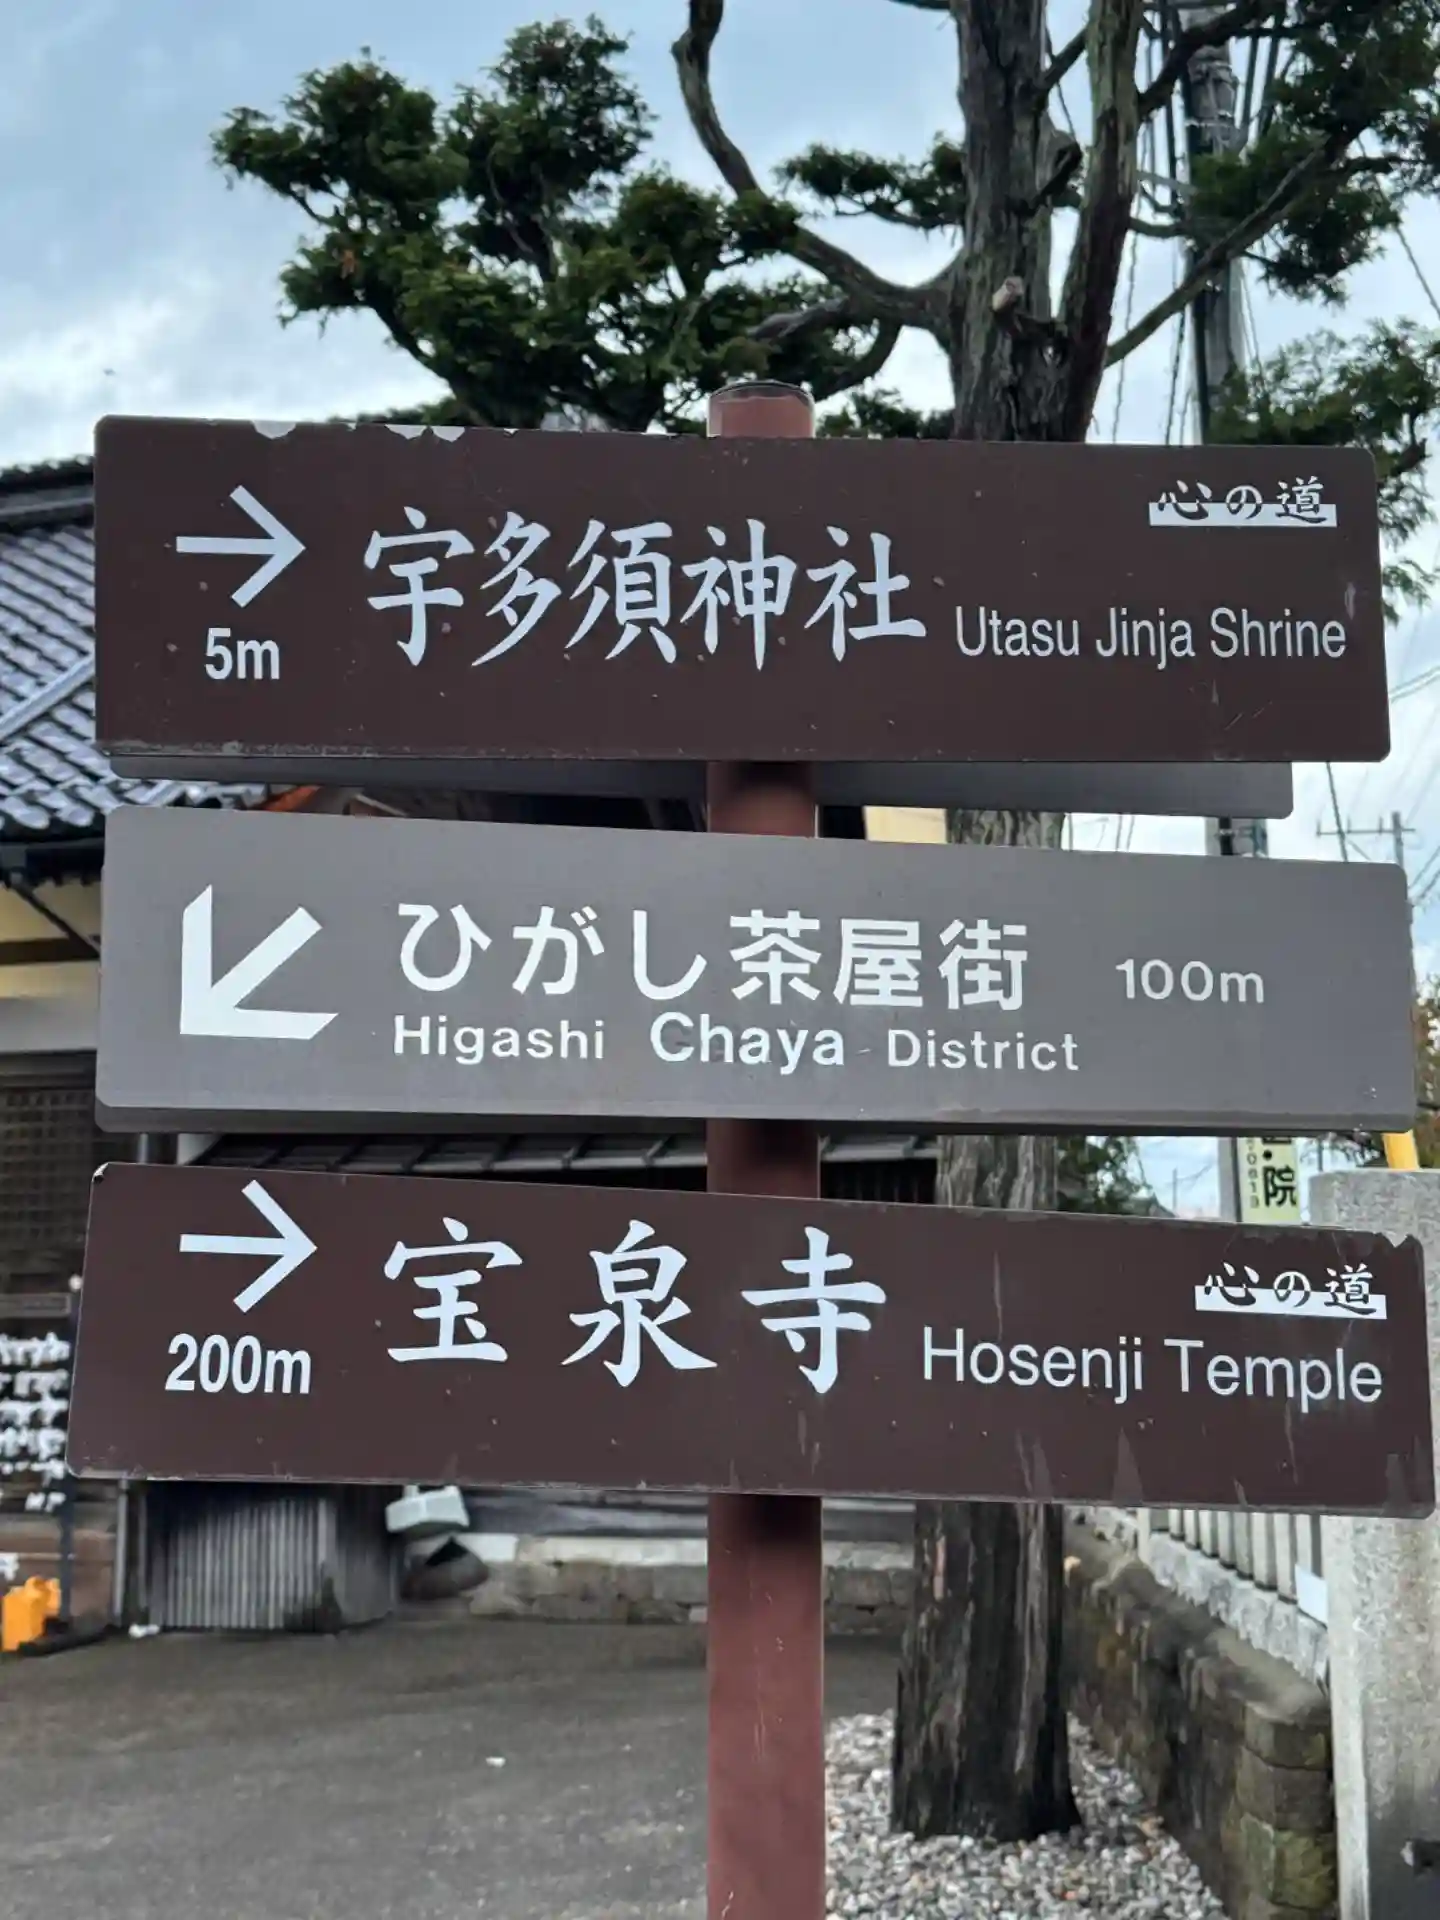 心の道
宇多須神社 Utasu Jinja Shrine
5m
ひがし茶屋街 100m
Higashi Chaya District
心の道
宝泉寺 Hosenji Temple
200m
院